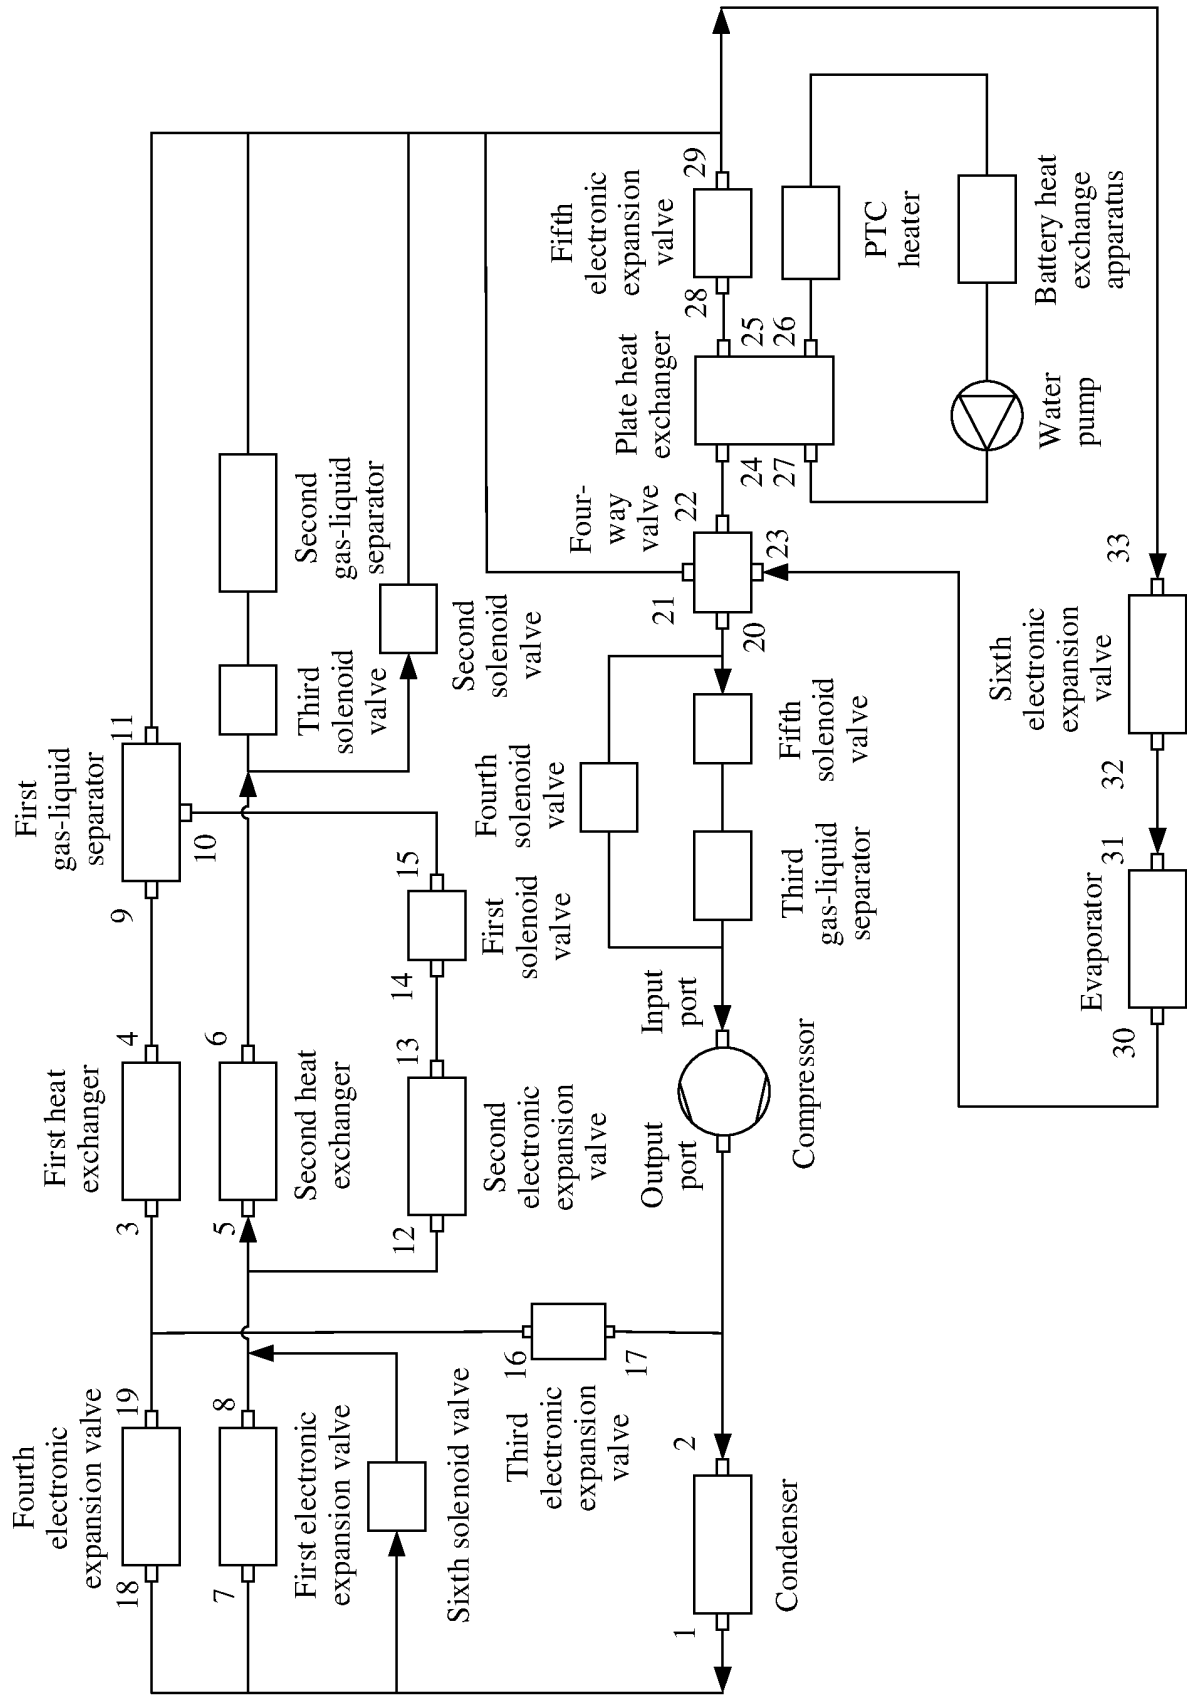 Fourth
electronic
expansion valve
18
19
3
First heat
exchanger
4
9
First
gas-liquid
separator
10
11
7
First electronic
expansion valve
8
5
Second heat
exchanger
6
Third
solenoid
valve
Second
gas-liquid
separator
Sixth solenoid valve
12
Second
electronic
expansion
valve
13
14
First
solenoid
valve
15
Second
solenoid
valve
16
Third
electronic
expansion
valve
17
Fourth
solenoid
valve
1
Condenser
2
Output
port
Compressor
Input
port
Third
gas-liquid
separator
Fifth
solenoid
valve
20
21
Four-
way
valve
22
23
24
27
Plate heat
exchanger
25
26
28
Fifth
electronic
expansion
valve
29
PTC
heater
Water
pump
Battery heat
exchange
apparatus
30
Evaporator
31
32
Sixth
electronic
expansion
valve
33